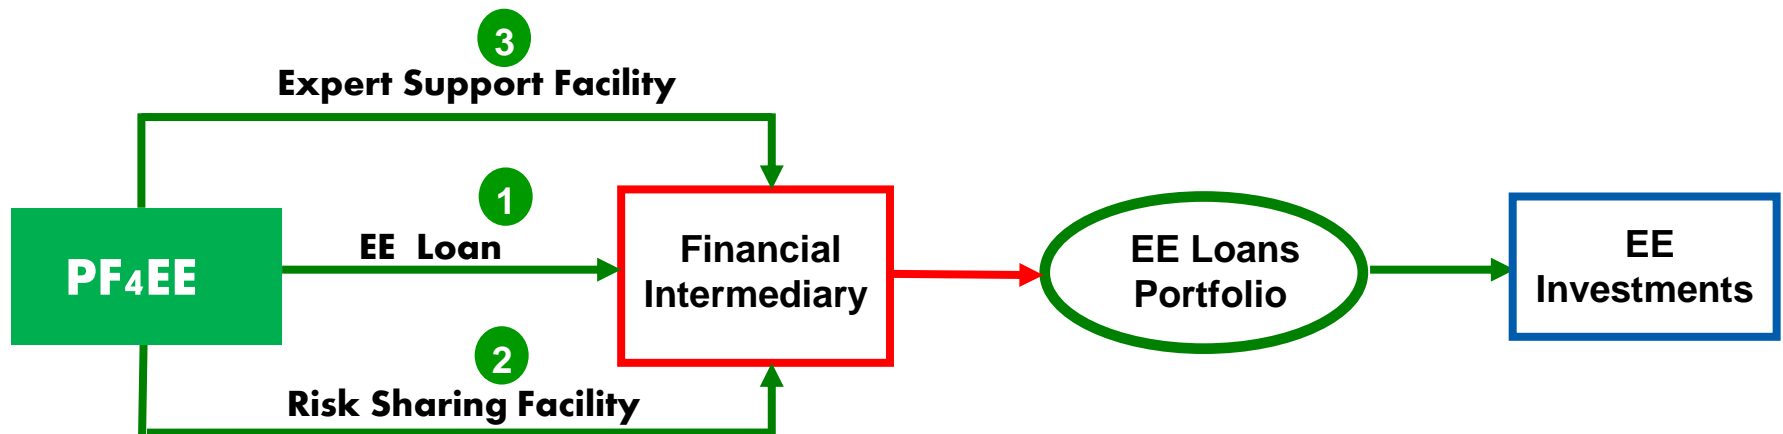 3
Expert Support Facility
1
EE Loan
PF4EE
Financial
Intermediary
EE Loans
Portfolio
EE
Investments
2
Risk Sharing Facility